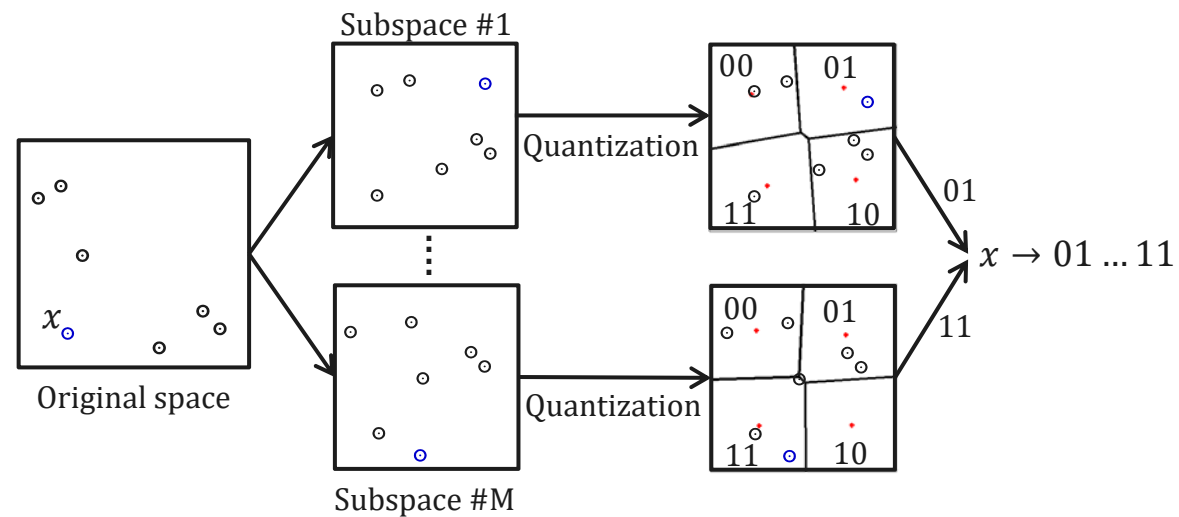 Subspace #1
00
01
Quantization
11
10
01
x
x → 01 ... 11
00
01
11
Original space
Quantization
11
10
Subspace #M